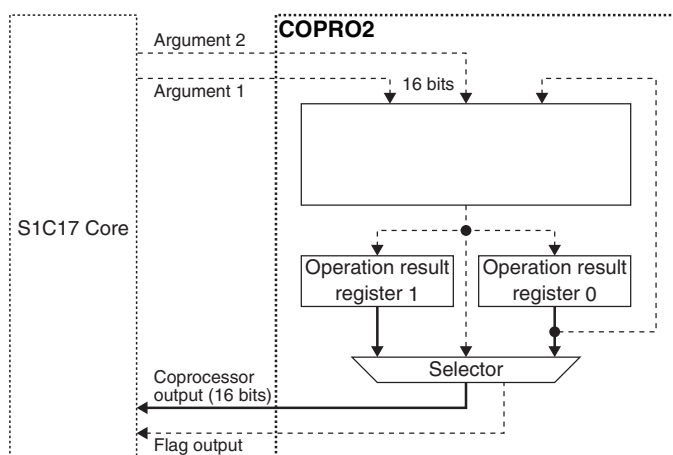 COPRO2
Argument 2
16 bits
Argument 1
S1C17 Core
Operation result
register 1
Operation result
register 0
Selector
Coprocessor
output (16 bits)
Flag output